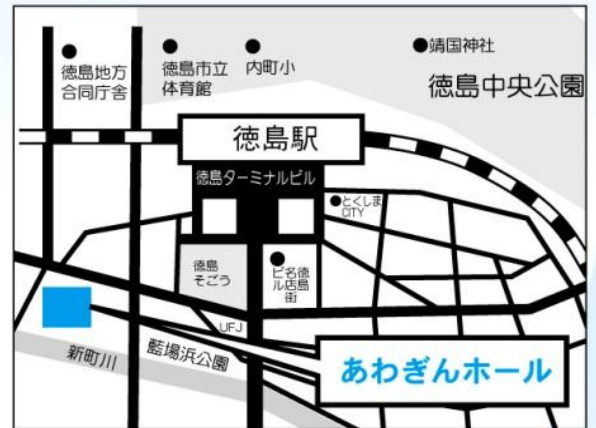 徳島地方
合同庁舎
徳島市立
体育館
内町小
靖国神社
徳島中央公園
徳島駅
徳島ターミナルビル
とくしま
CITY
徳島
そごう
徳島
名店街
ビル
UFJ
新町川
藍場浜公園
あわぎんホール